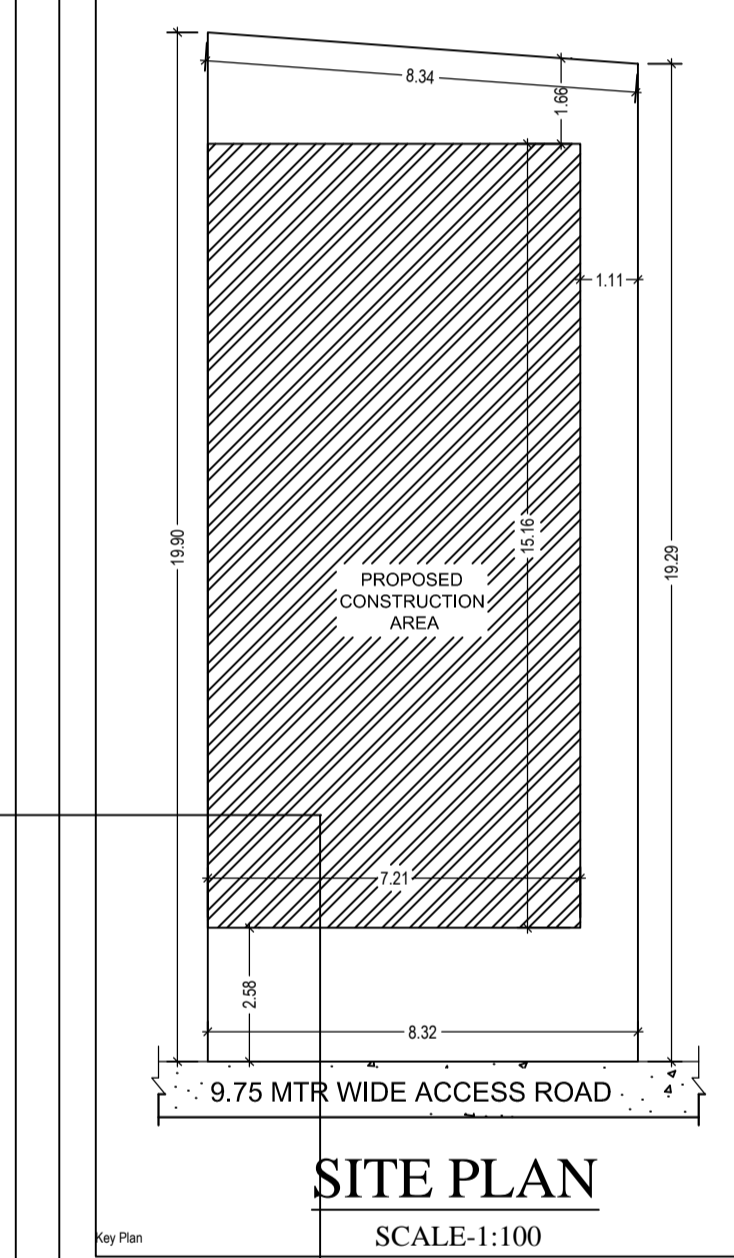 8.34
1.66
1.11
19.90
15.16
19.29
PROPOSED
CONSTRUCTION
AREA
7.21
2.58
8.32
9.75 MTR WIDE ACCESS ROAD
SITE PLAN
SCALE-1:100
Key Plan